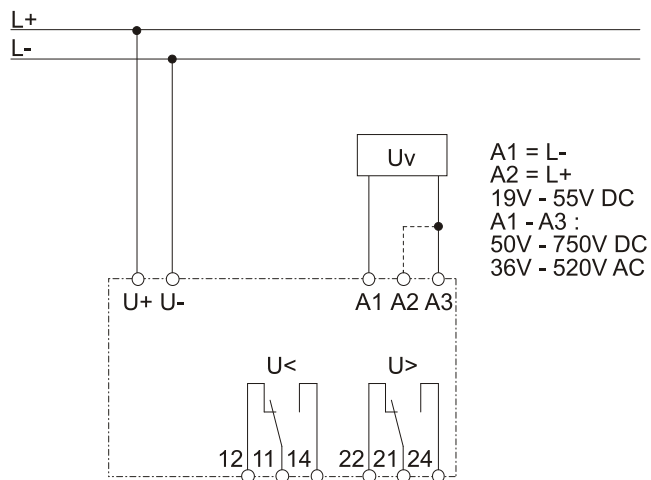 L+
L-
Uv
A1 = L-
A2 = L+
19V - 55V DC
A1 - A3 :
50V - 750V DC
36V - 520V AC
U+ U- A1 A2 A3
U< U>
12 11 14 22 21 24